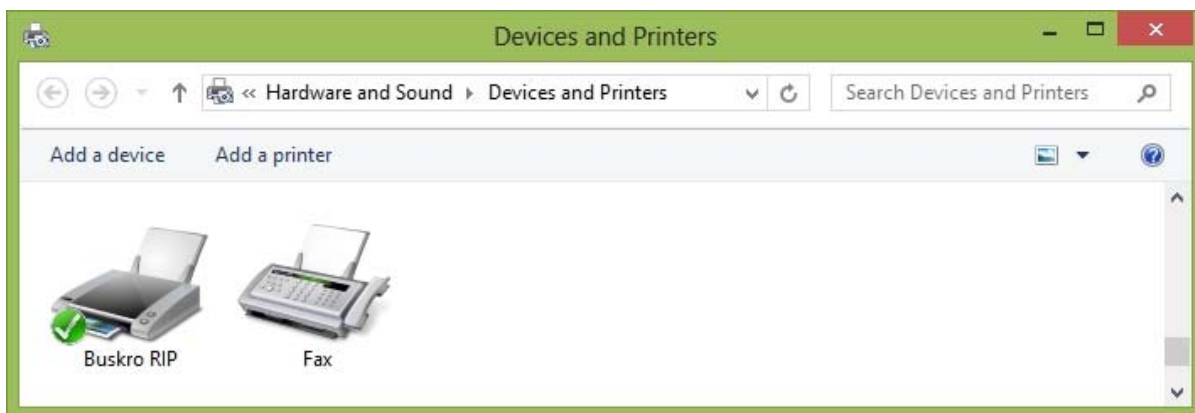 Devices and Printers
« Hardware and Sound ▸ Devices and Printers Search Devices and Printers
Add a device Add a printer
Buskro RIP Fax